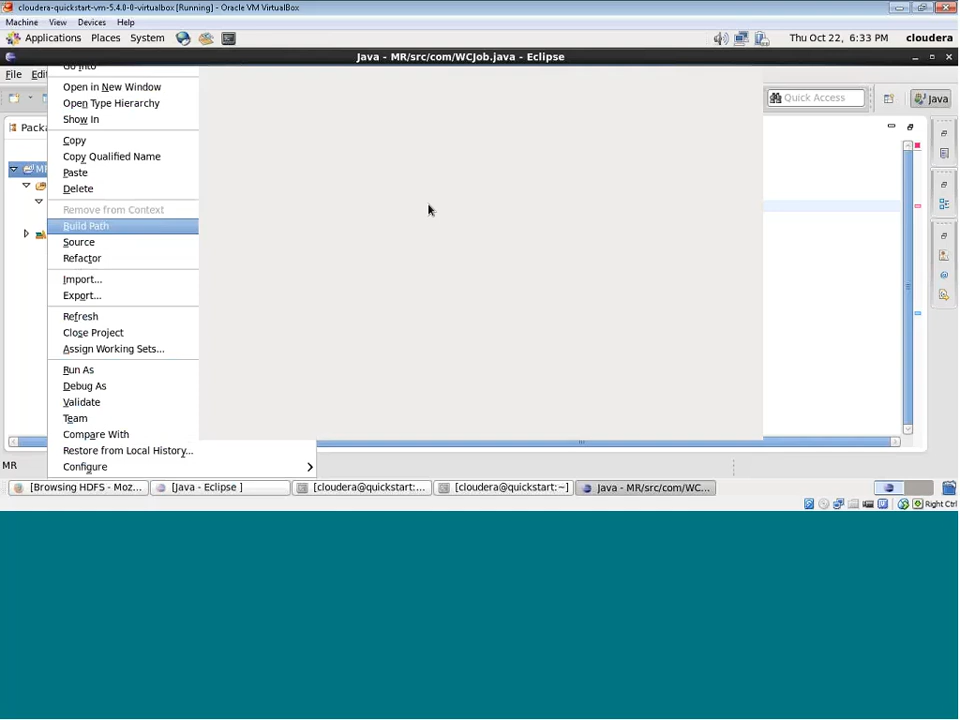 cloudera-quickstart-vm-5.4.0-0-virtualbox [Running] - Oracle VM VirtualBox
Machine View Devices Help
Applications Places System Thu Oct 22, 6:33 PM cloudera
Java - MR/src/com/WCJob.java - Eclipse
Go Into
File Edi
Open in New Window
Quick Access Java
Open Type Hierarchy
Show In
Packa
Copy
Copy Qualified Name
MR
Paste
Delete
Remove from Context
Build Path
Source
Refactor
Import...
Export...
Refresh
Close Project
Assign Working Sets...
Run As
Debug As
Validate
Team
Compare With
Restore from Local History...
MR
Configure
[Browsing HDFS - Moz... [Java - Eclipse ] [cloudera@quickstart:... [cloudera@quickstart:~] Java - MR/src/com/WC...
Right Ctrl